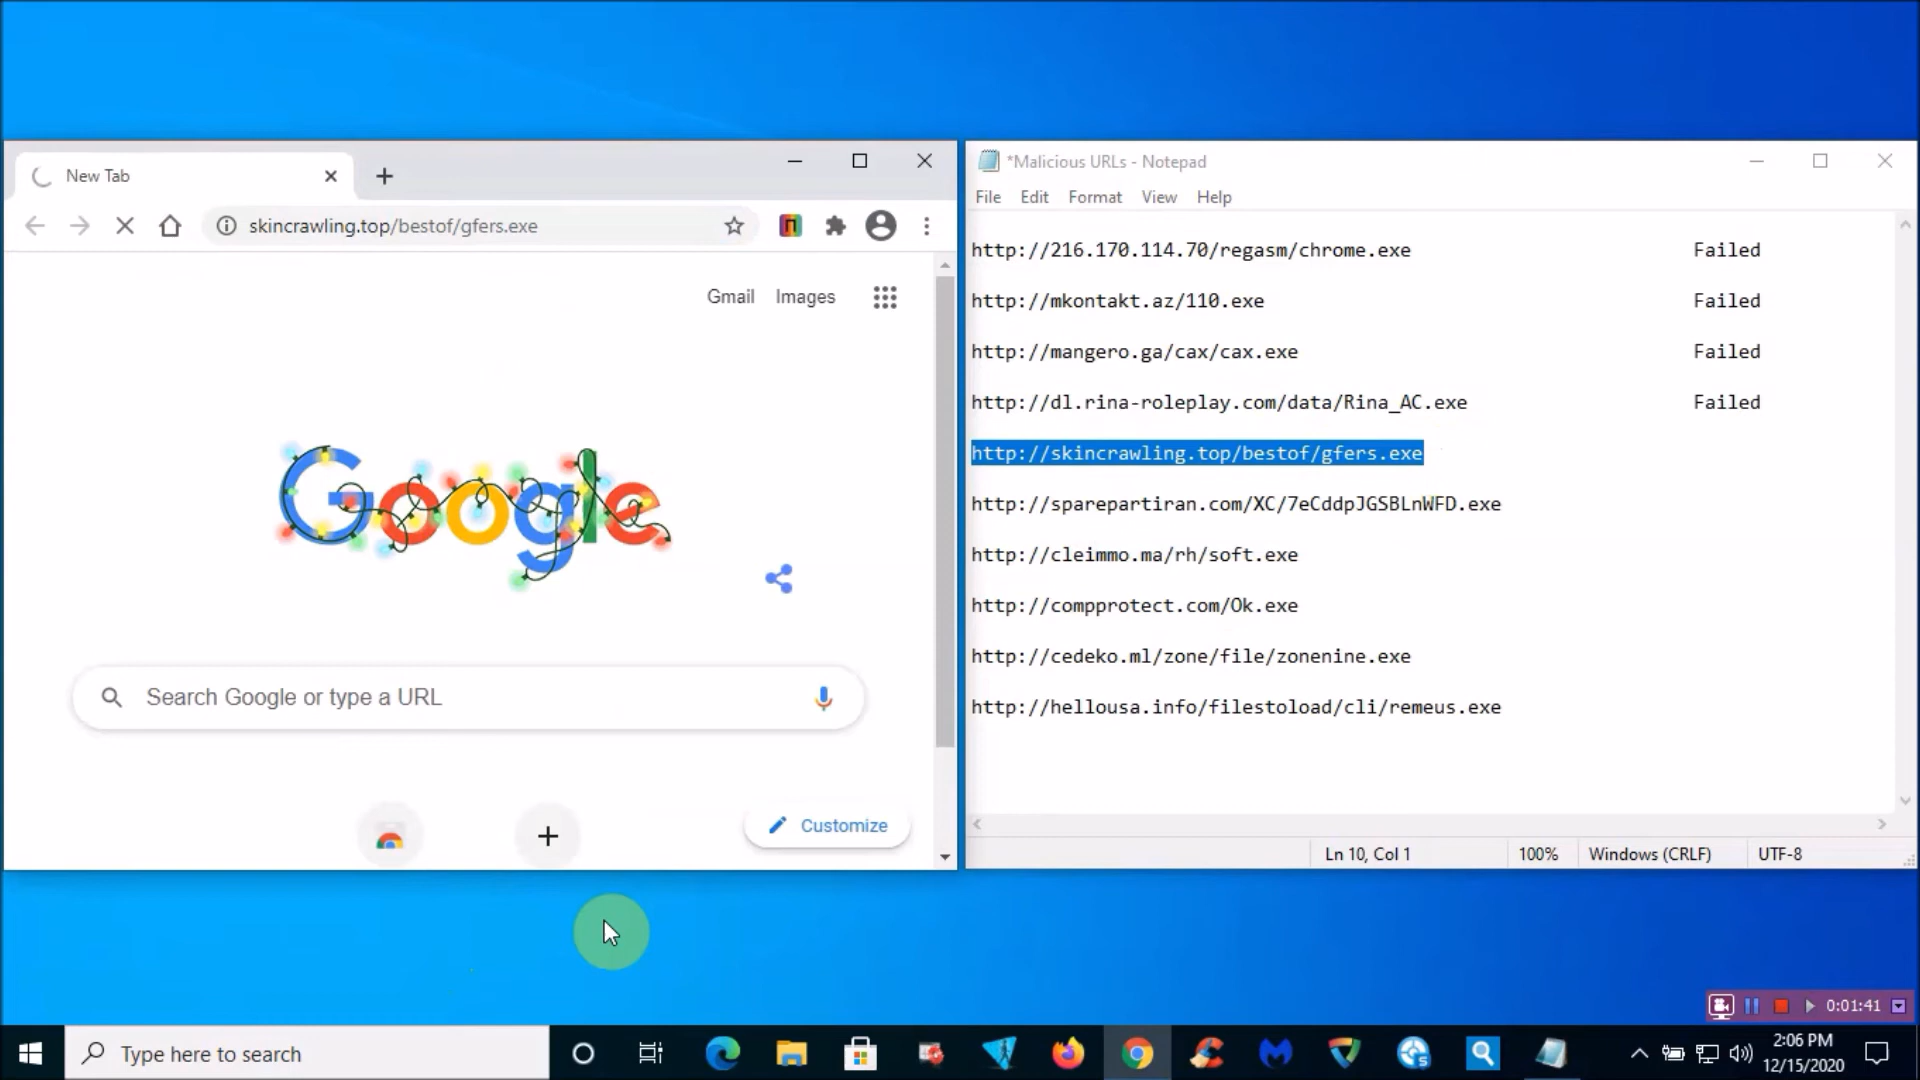 New Tab
skincrawling.top/bestof/gfers.exe
Gmail Images
Google
Search Google or type a URL
Customize
*Malicious URLs - Notepad
File Edit Format View Help
http://216.170.114.70/regasm/chrome.exe Failed
http://mkontakt.az/110.exe Failed
http://mangero.ga/cax/cax.exe Failed
http://dl.rina-roleplay.com/data/Rina_AC.exe Failed
http://skincrawling.top/bestof/gfers.exe
http://sparepartiran.com/XC/7eCddpJGSBLnWFD.exe
http://cleimmo.ma/rh/soft.exe
http://compprotect.com/Ok.exe
http://cedeko.ml/zone/file/zonenine.exe
http://hellousa.info/filestoload/cli/remeus.exe
Ln 10, Col 1 100% Windows (CRLF) UTF-8
0:01:41
Type here to search
2:06 PM
12/15/2020